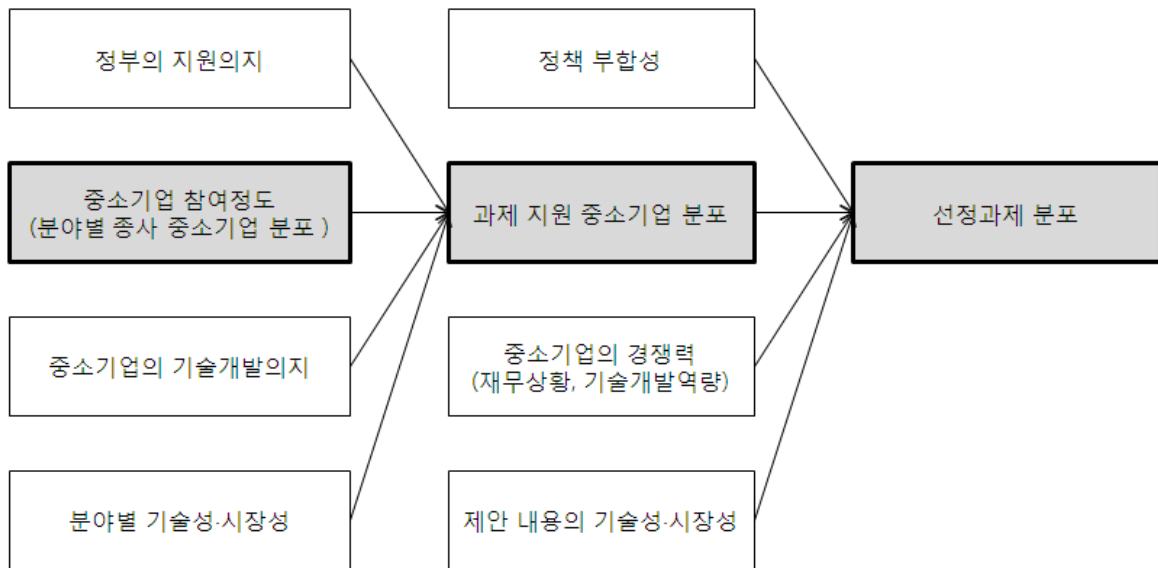 정부의 지원의지
정책 부합성
중소기업 참여정도
(분야별 종사 중소기업 분포 )
과제 지원 중소기업 분포
선정과제 분포
중소기업의 기술개발의지
중소기업의 경쟁력
(재무상황, 기술개발역량)
분야별 기술성·시장성
제안 내용의 기술성·시장성